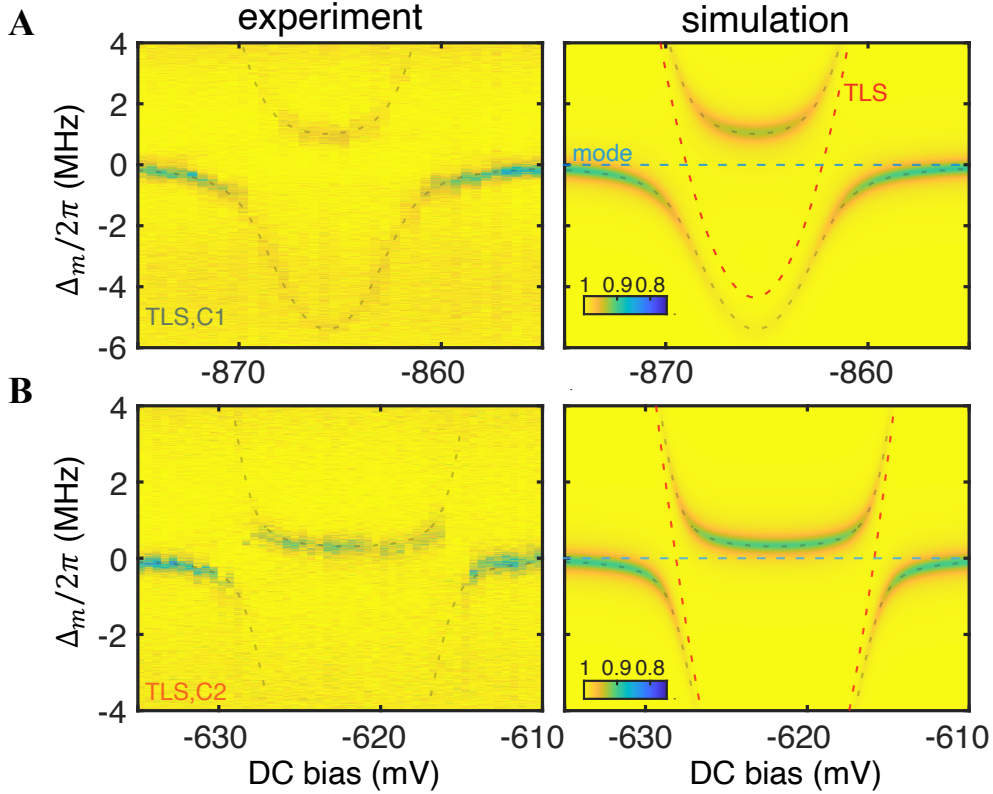 experiment simulation
A
4
2
0
-2
-4
-6
Δm/2π (MHz)
TLS,C1
-870 -860
TLS
mode
1 0.9 0.8
-870 -860
B
4
2
0
-2
-4
Δm/2π (MHz)
TLS,C2
-630 -620 -610
DC bias (mV)
1 0.9 0.8
-630 -620 -610
DC bias (mV)